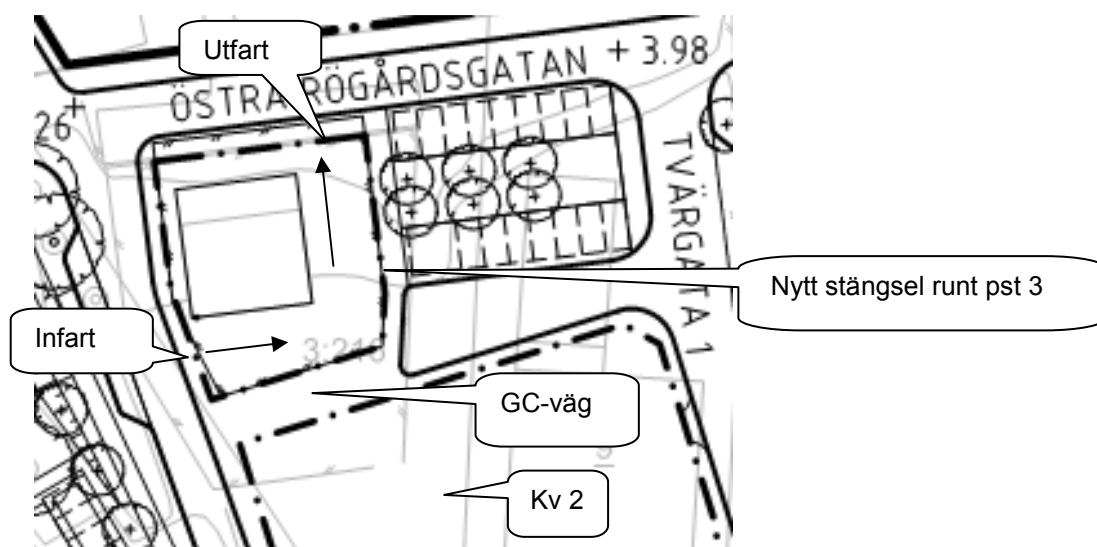 Utfart
ÖSTRA RÖGÅRDSGATAN + 3.98
26
TVÄRGATA 1
Nytt stängsel runt pst 3
Infart
3:216
GC-väg
9
Kv 2